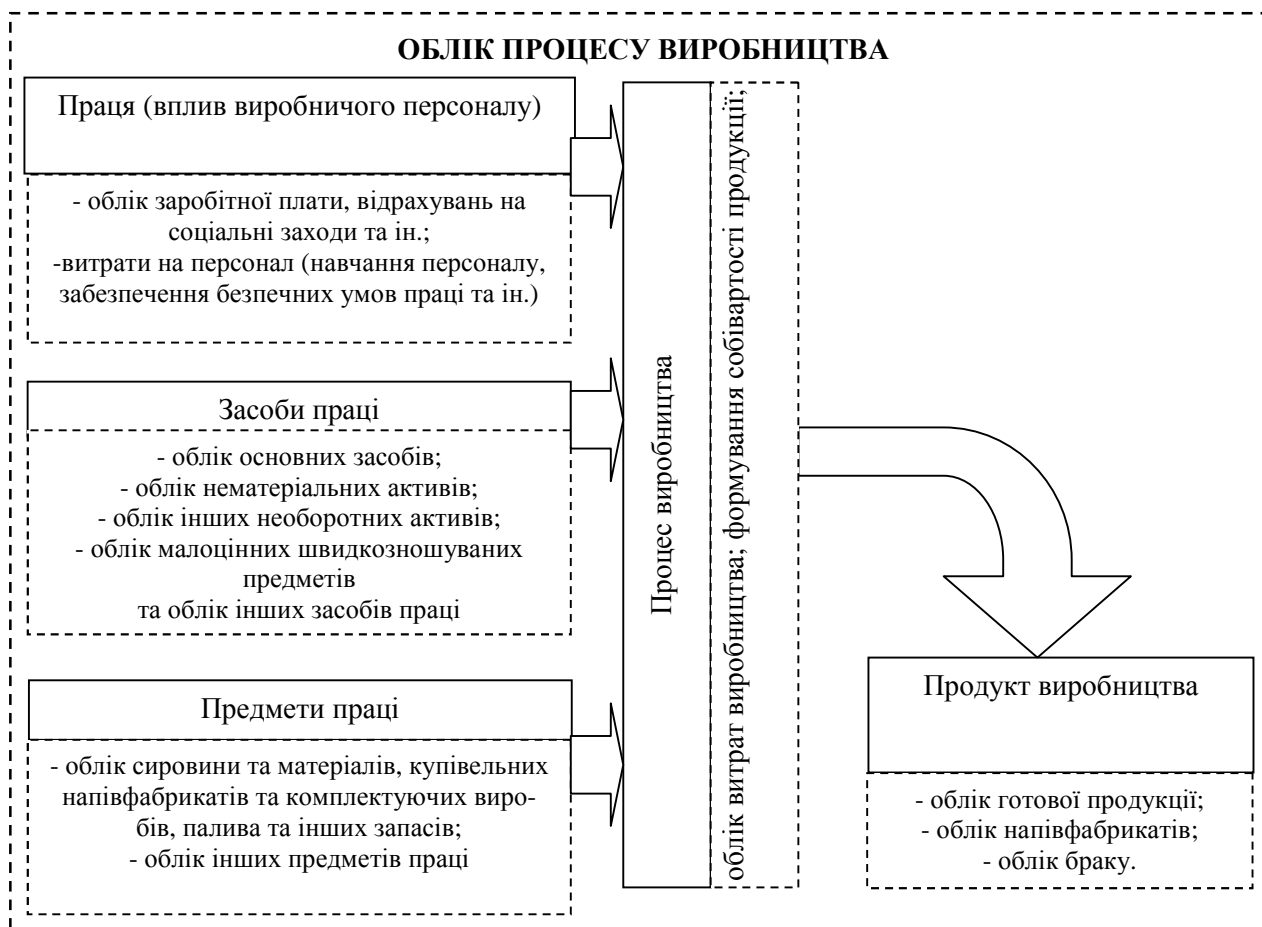 ОБЛІК ПРОЦЕСУ ВИРОБНИЦТВА
Праця (вплив виробничого персоналу)
- облік заробітної плати, відрахувань на
соціальні заходи та ін.;
-витрати на персонал (навчання персоналу,
забезпечення безпечних умов праці та ін.)
Засоби праці
- облік основних засобів;
- облік нематеріальних активів;
- облік інших необоротних активів;
- облік малоцінних швидкозношуваних
предметів
та облік інших засобів праці
Предмети праці
- облік сировини та матеріалів, купівельних
напівфабрикатів та комплектуючих виро-
бів, палива та інших запасів;
- облік інших предметів праці
Процес виробництва
облік витрат виробництва; формування собівартості продукції;
Продукт виробництва
- облік готової продукції;
- облік напівфабрикатів;
- облік браку.